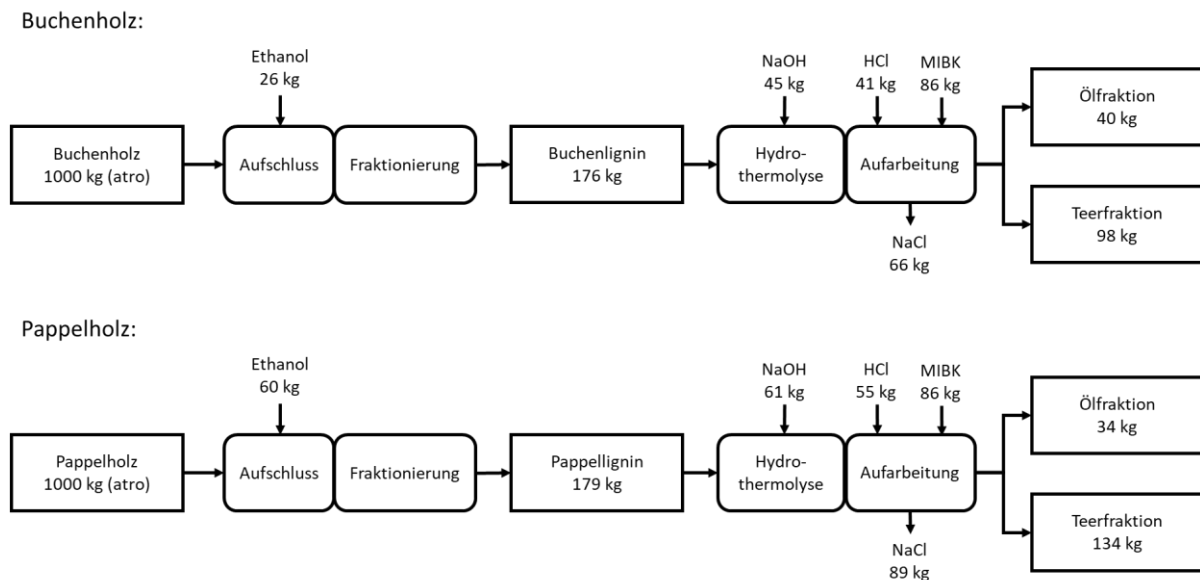 Buchenholz:
Ethanol
26 kg
NaOH
45 kg
HCl
41 kg
MIBK
86 kg
Buchenholz
1000 kg (atro)
Aufschluss
Fraktionierung
Buchenlignin
176 kg
Hydro-
thermolyse
Aufarbeitung
Ölfraktion
40 kg
Teerfraktion
98 kg
NaCl
66 kg
Pappelholz:
Ethanol
60 kg
NaOH
61 kg
HCl
55 kg
MIBK
86 kg
Pappelholz
1000 kg (atro)
Aufschluss
Fraktionierung
Pappellignin
179 kg
Hydro-
thermolyse
Aufarbeitung
Ölfraktion
34 kg
Teerfraktion
134 kg
NaCl
89 kg